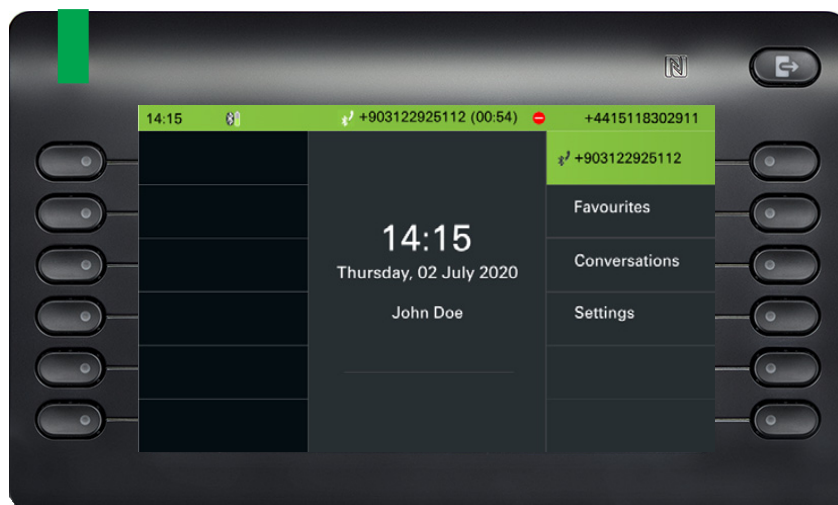 14:15
+903122925112 (00:54)
+4415118302911
+903122925112
Favourites
Conversations
Settings
14:15
Thursday, 02 July 2020
John Doe